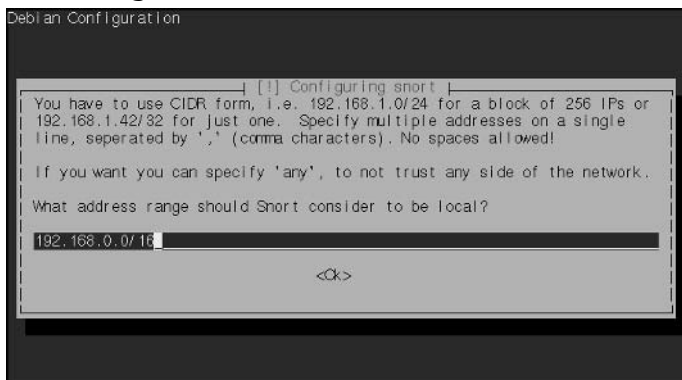 Debian Configuration
[!] Configuring snort
You have to use CIDR form, i.e. 192.168.1.0/24 for a block of 256 IPs or
192.168.1.42/32 for just one. Specify multiple addresses on a single
line, seperated by ',' (comma characters). No spaces allowed!
If you want you can specify 'any', to not trust any side of the network.
What address range should Snort consider to be local?
192.168.0.0/16
<Ok>